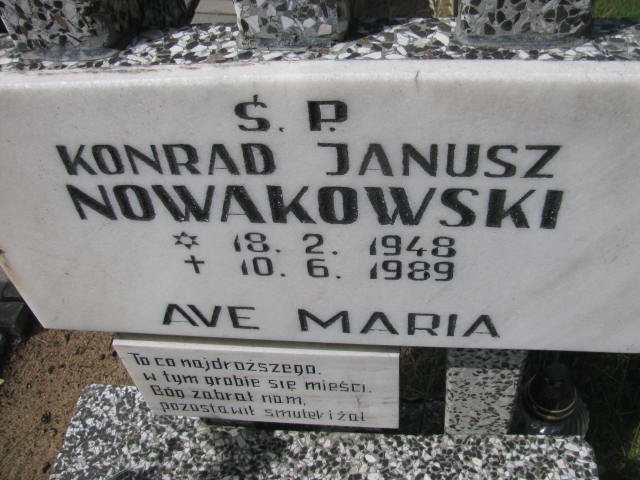 Ś. P.
KONRAD JANUSZ
NOWAKOWSKI
✡ 18. 2. 1948
✝ 10. 6. 1989
AVE MARIA
To co najdroższego,
w tym grobie się mieści.
Bóg zabrał nam,
pozostawił smutek i żal